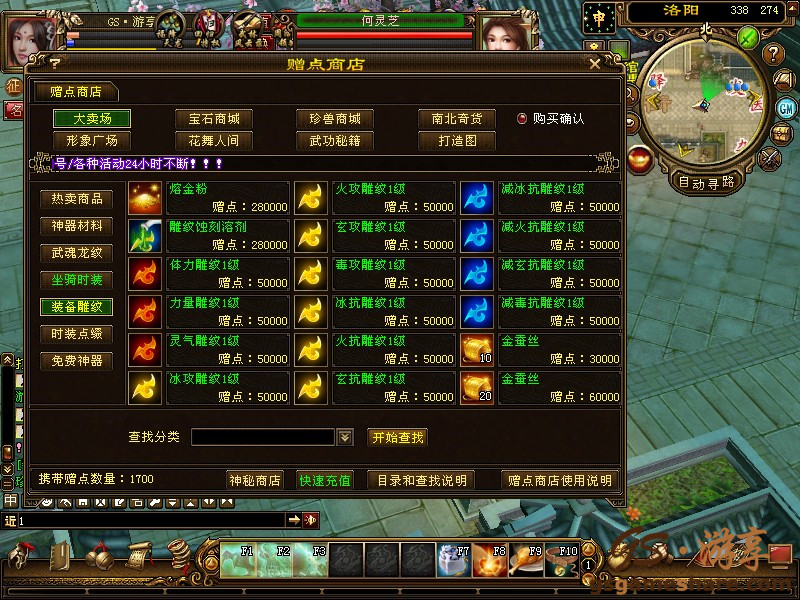 GS·游享
何灵芝
申
洛阳 338 274
北
赠点商店
赠点商店
GM
大卖场 宝石商城 珍兽商城 南北奇货 购买确认
形象广场 花舞人间 武功秘籍 打造图
号/各种活动24小时不断！！！
自动寻路
热卖商品
神器材料
武魂龙纹
坐骑时装
装备雕纹
时装点缀
免费神器
熔金粉 赠点：280000
火攻雕纹1级 赠点：50000
减冰抗雕纹1级 赠点：50000
雕纹蚀刻溶剂 赠点：280000
玄攻雕纹1级 赠点：50000
减火抗雕纹1级 赠点：50000
体力雕纹1级 赠点：50000
毒攻雕纹1级 赠点：50000
减玄抗雕纹1级 赠点：50000
力量雕纹1级 赠点：50000
冰抗雕纹1级 赠点：50000
减毒抗雕纹1级 赠点：50000
灵气雕纹1级 赠点：50000
火抗雕纹1级 赠点：50000
10 金蚕丝 赠点：30000
冰攻雕纹1级 赠点：50000
玄抗雕纹1级 赠点：50000
20 金蚕丝 赠点：60000
查找分类 开始查找
携带赠点数量：1700 神秘商店 快速充值 目录和查找说明 赠点商店使用说明
近1
F1 F2 F3 F7 F8 F9 F10 1
GS·游享